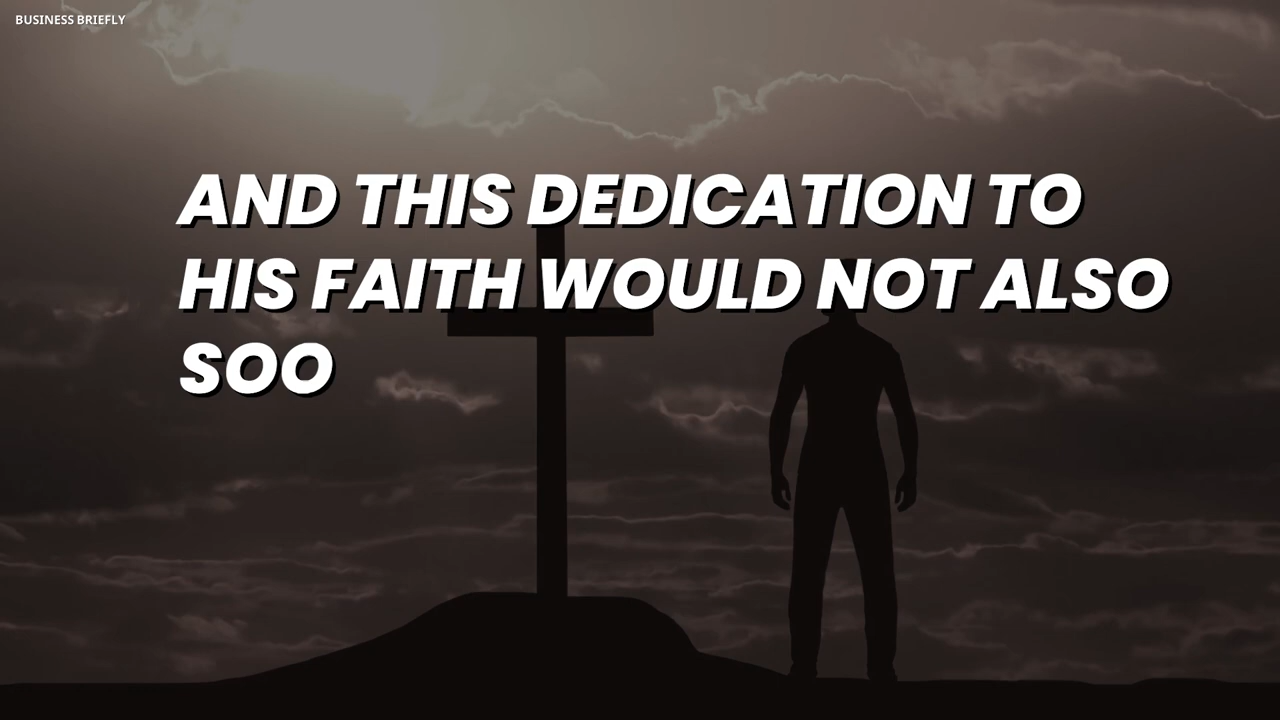 BUSINESS BRIEFLY
AND THIS DEDICATION TO
HIS FAITH WOULD NOT ALSO
SOO